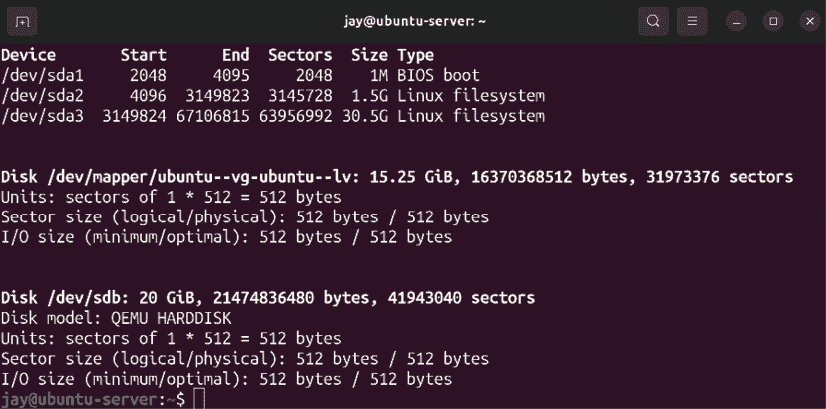 jay@ubuntu-server: ~
Device       Start      End  Sectors  Size Type
/dev/sda1     2048     4095     2048    1M BIOS boot
/dev/sda2     4096  3149823  3145728  1.5G Linux filesystem
/dev/sda3  3149824 67106815 63956992 30.5G Linux filesystem
Disk /dev/mapper/ubuntu--vg-ubuntu--lv: 15.25 GiB, 16370368512 bytes, 31973376 sectors
Units: sectors of 1 * 512 = 512 bytes
Sector size (logical/physical): 512 bytes / 512 bytes
I/O size (minimum/optimal): 512 bytes / 512 bytes
Disk /dev/sdb: 20 GiB, 21474836480 bytes, 41943040 sectors
Disk model: QEMU HARDDISK
Units: sectors of 1 * 512 = 512 bytes
Sector size (logical/physical): 512 bytes / 512 bytes
I/O size (minimum/optimal): 512 bytes / 512 bytes
jay@ubuntu-server:~$